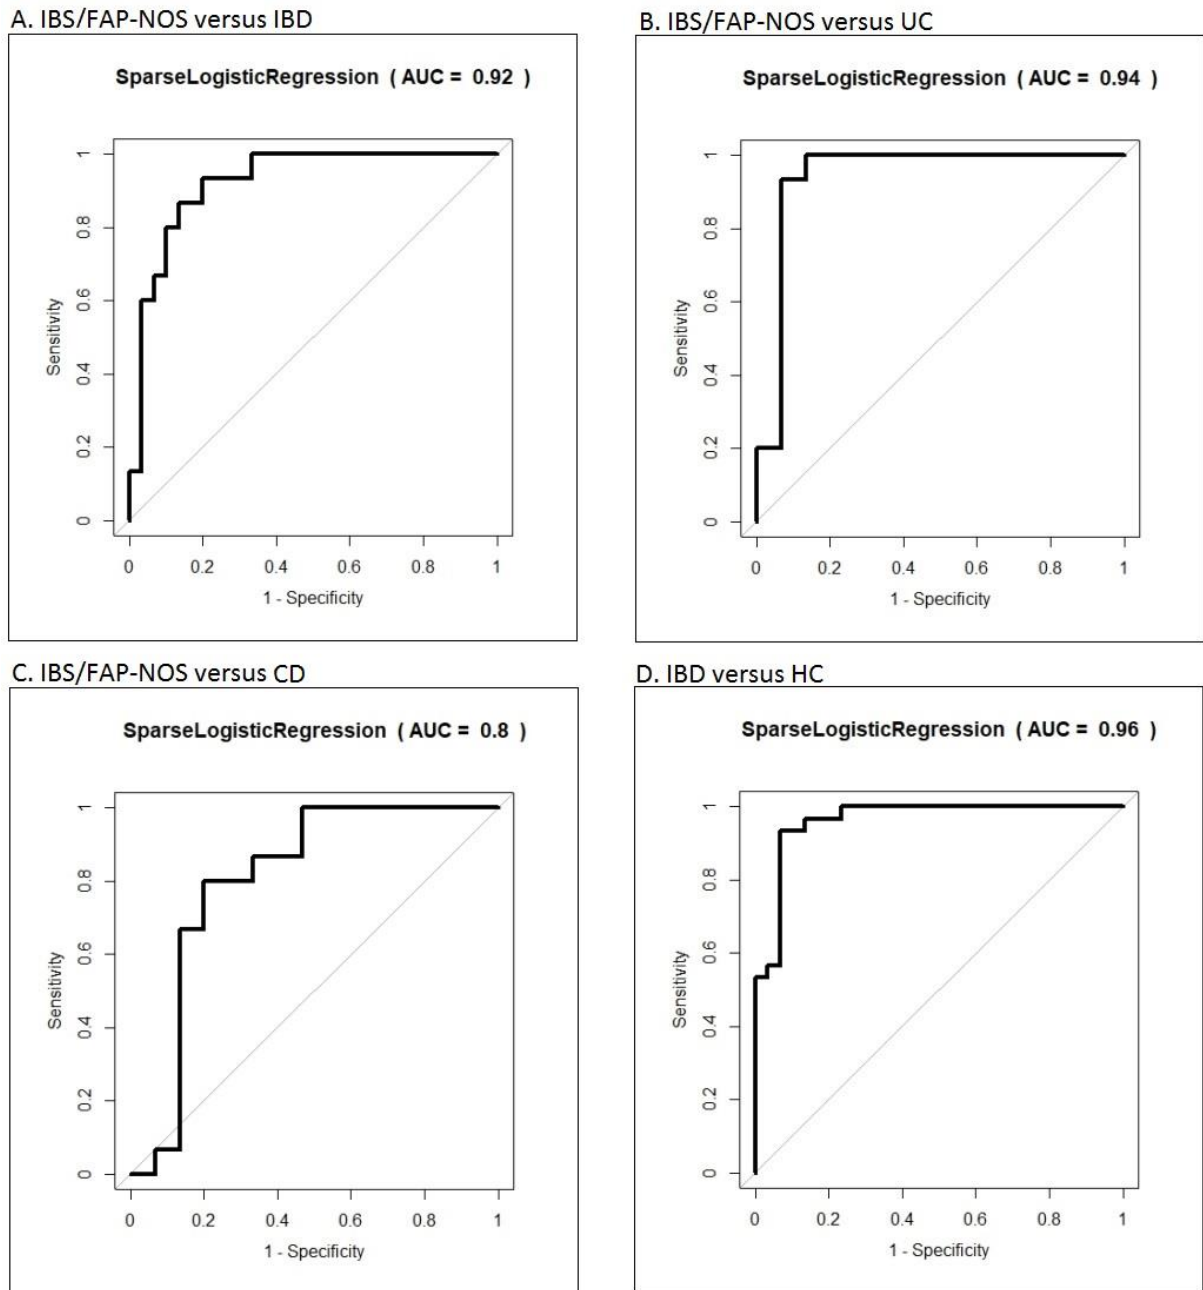 A. IBS/FAP-NOS versus IBD
SparseLogisticRegression ( AUC = 0.92 )
1
0.8
0.6
0.4
0.2
0
Sensitivity
0 0.2 0.4 0.6 0.8 1
1 - Specificity
B. IBS/FAP-NOS versus UC
SparseLogisticRegression ( AUC = 0.94 )
1
0.8
0.6
0.4
0.2
0
Sensitivity
0 0.2 0.4 0.6 0.8 1
1 - Specificity
C. IBS/FAP-NOS versus CD
SparseLogisticRegression ( AUC = 0.8 )
1
0.8
0.6
0.4
0.2
0
Sensitivity
0 0.2 0.4 0.6 0.8 1
1 - Specificity
D. IBD versus HC
SparseLogisticRegression ( AUC = 0.96 )
1
0.8
0.6
0.4
0.2
0
Sensitivity
0 0.2 0.4 0.6 0.8 1
1 - Specificity